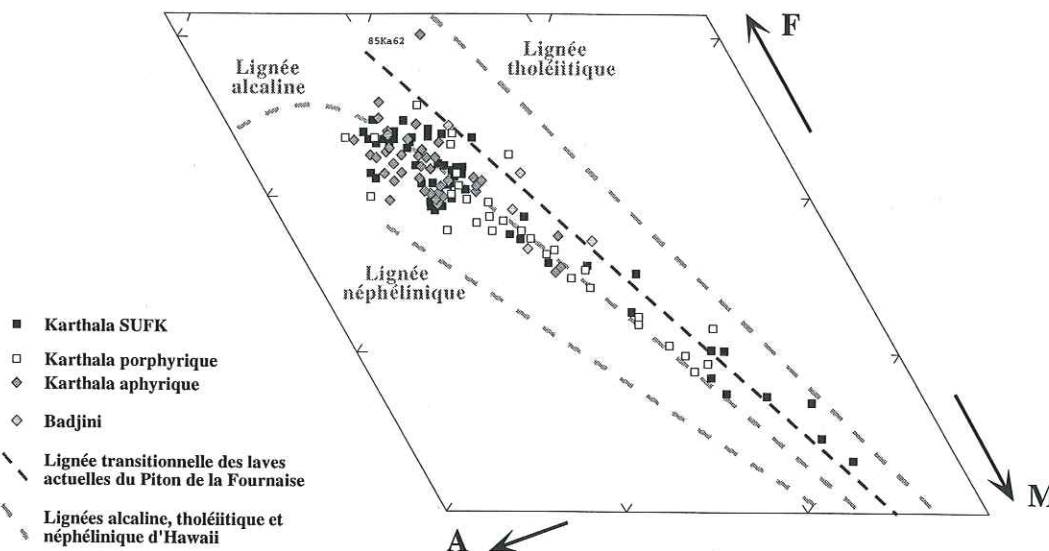 F
85Ka62
Lignée
tholéiitique
Lignée
alcaline
Lignée
néphélinique
Karthala SUFK
Karthala porphyrique
Karthala aphyrique
Badjini
Lignée transitionnelle des laves
actuelles du Piton de la Fournaise
Lignées alcaline, tholéiitique et
néphélinique d'Hawaii
M
A